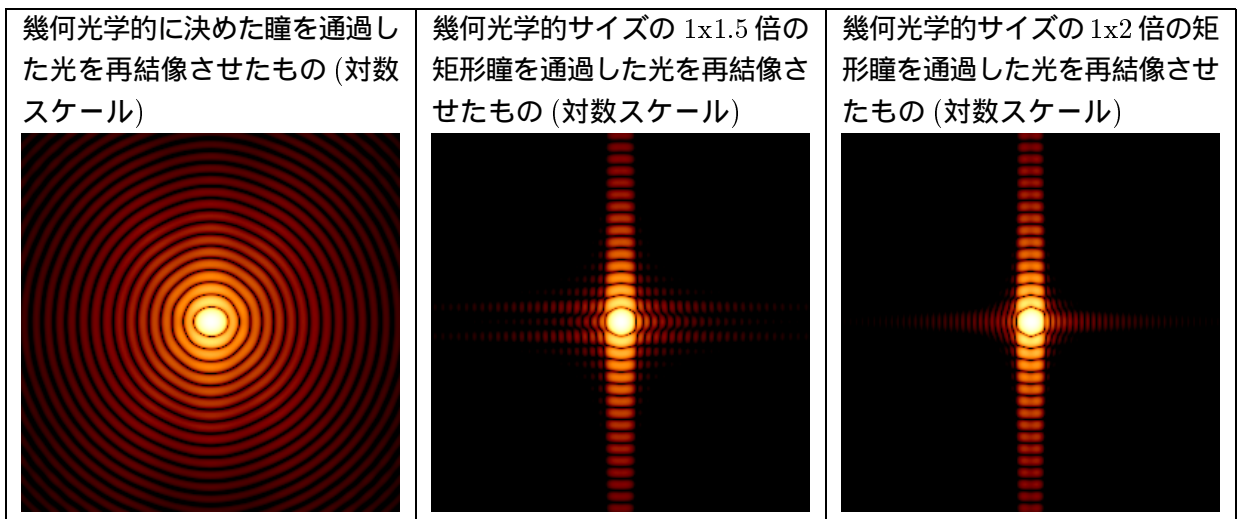 幾何光学的に決めた瞳を通過し
た光を再結像させたもの (対数
スケール)
幾何光学的サイズの 1x1.5 倍の
矩形瞳を通過した光を再結像さ
せたもの (対数スケール)
幾何光学的サイズの 1x2 倍の矩
形瞳を通過した光を再結像させ
たもの (対数スケール)